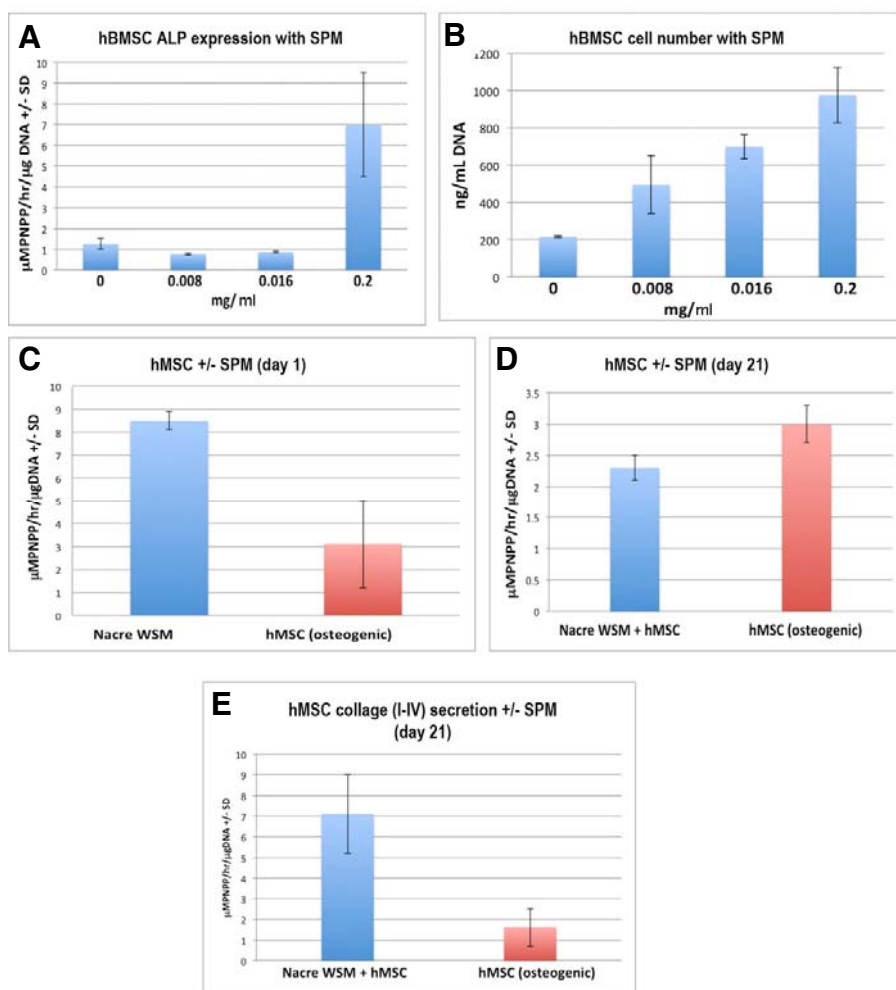 A
hBMSC ALP expression with SPM
µMPNPP/hr/µg DNA +/- SD
10
9
8
7
6
5
4
3
2
1
0
0 0.008 0.016 0.2
mg/ml
B
hBMSC cell number with SPM
ng/mL DNA
1200
1000
800
600
400
200
0
0 0.008 0.016 0.2
mg/ml
C
hMSC +/- SPM (day 1)
µMPNPP/hr/µgDNA +/- SD
10
9
8
7
6
5
4
3
2
1
0
Nacre WSM hMSC (osteogenic)
D
hMSC +/- SPM (day 21)
µMPNPP/hr/µgDNA +/- SD
3.5
3
2.5
2
1.5
1
0.5
0
Nacre WSM + hMSC hMSC (osteogenic)
E
hMSC collage (I-IV) secretion +/- SPM
(day 21)
µMPNPP/hr/µgDNA +/- SD
10
9
8
7
6
5
4
3
2
1
0
Nacre WSM + hMSC hMSC (osteogenic)